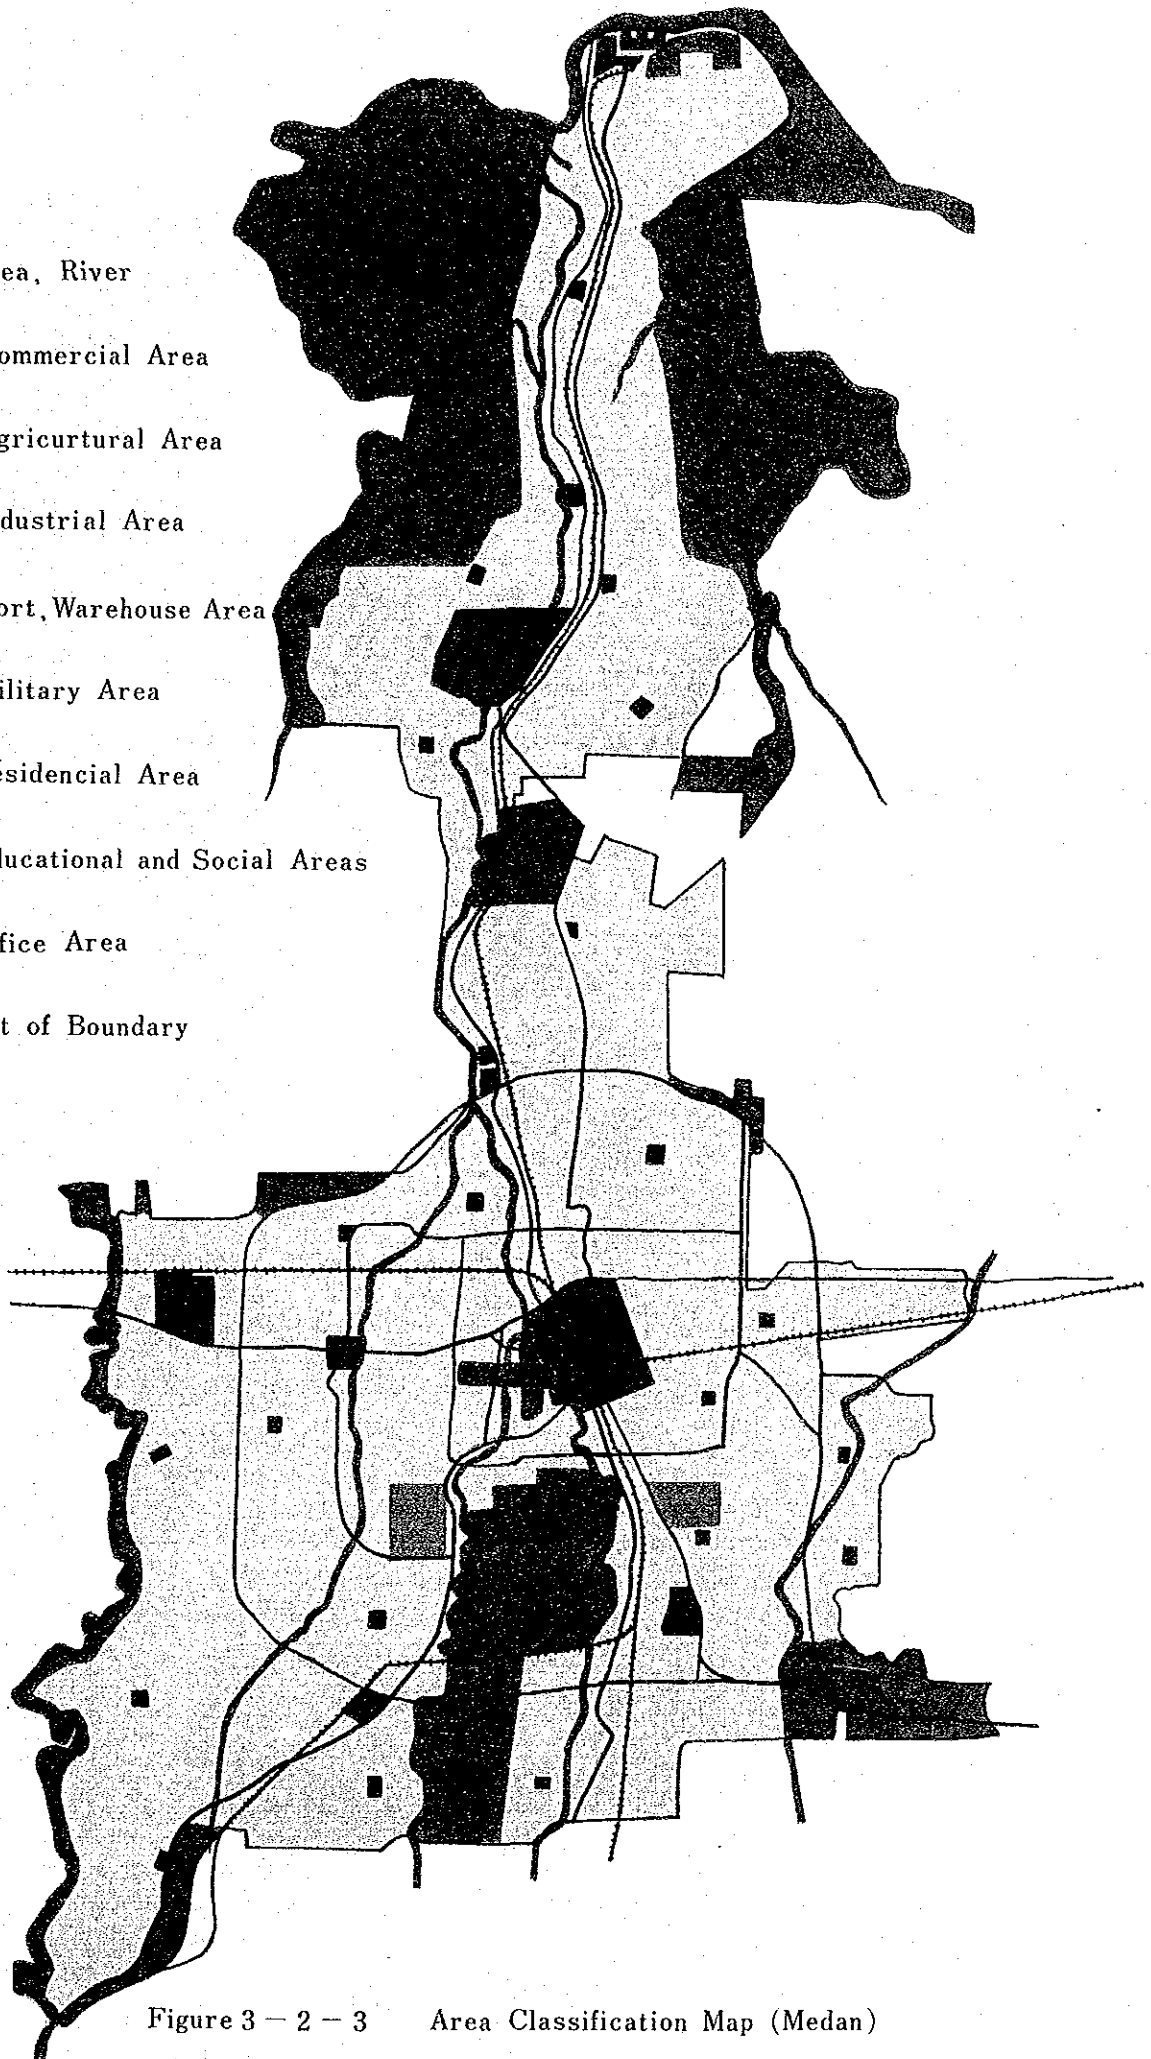 ea, River
ommercial Area
gricurtural Area
dustrial Area
ort, Warehouse Area
ilitary Area
esidencial Area
ducational and Social Areas
fice Area
t of Boundary
Figure 3-2-3 Area Classification Map (Medan)